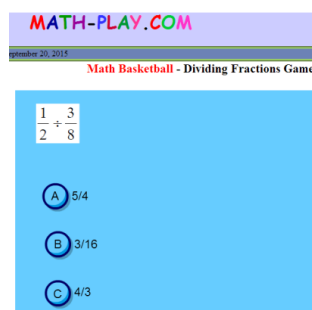 MATH-PLAY.COM
eptember 20, 2015
Math Basketball - Dividing Fractions Game
1/2 ÷ 3/8
A 5/4
B 3/16
C 4/3